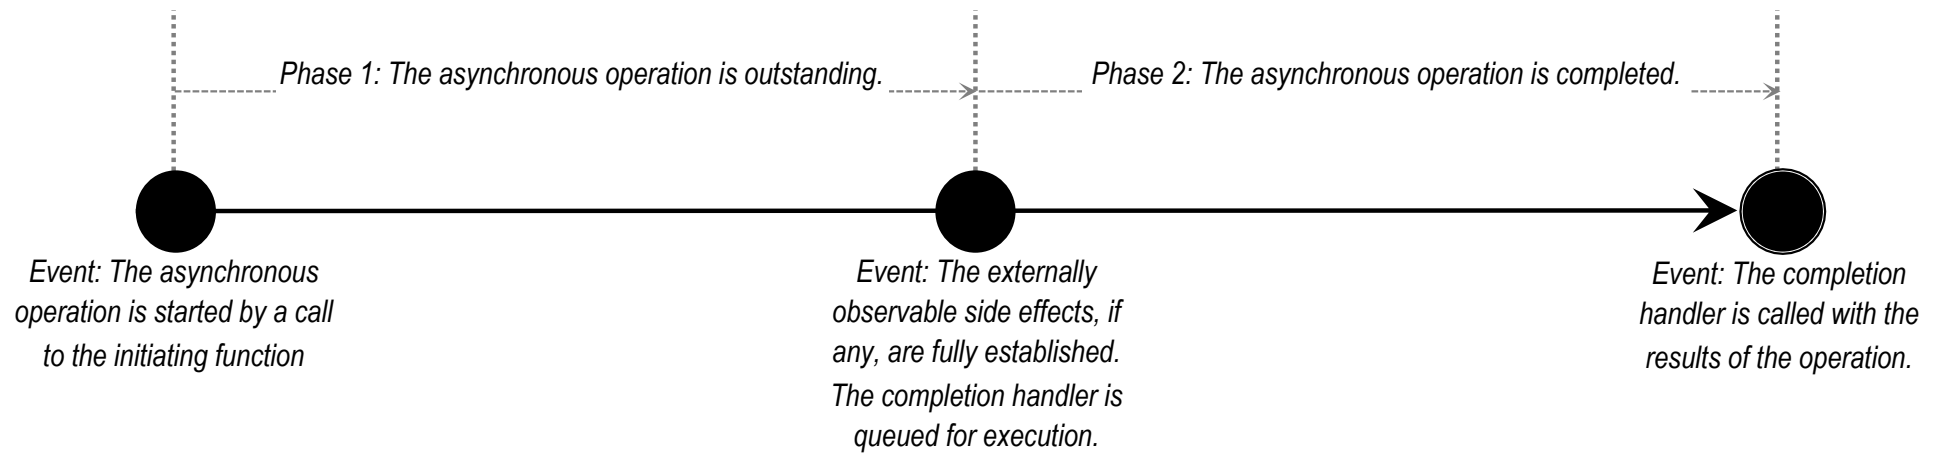 Phase 1: The asynchronous operation is outstanding.
Phase 2: The asynchronous operation is completed.
Event: The asynchronous
operation is started by a call
to the initiating function
Event: The externally
observable side effects, if
any, are fully established.
The completion handler is
queued for execution.
Event: The completion
handler is called with the
results of the operation.